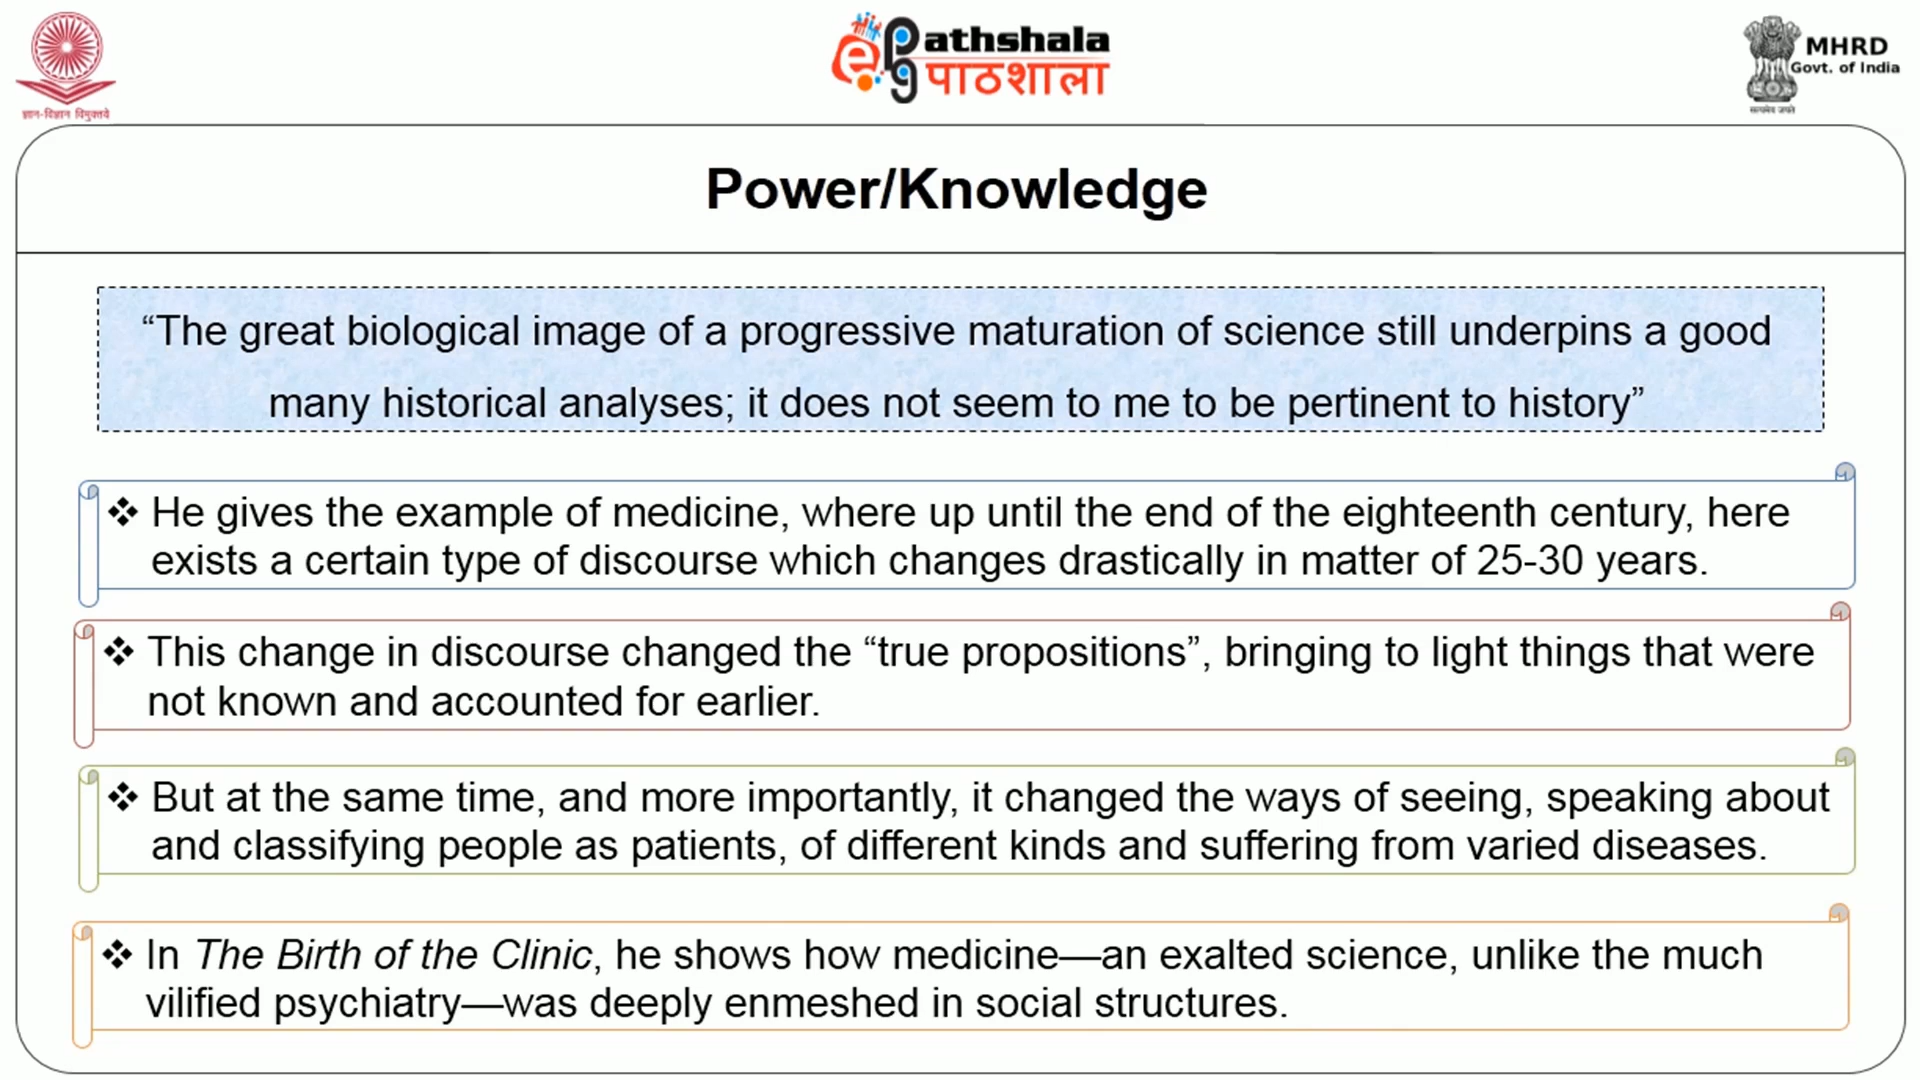 ज्ञान-विज्ञान विमुक्तये
e pg Pathshala
पाठशाला
MHRD
Govt. of India
सत्यमेव जयते
Power/Knowledge
“The great biological image of a progressive maturation of science still underpins a good
many historical analyses; it does not seem to me to be pertinent to history”
❖ He gives the example of medicine, where up until the end of the eighteenth century, here
exists a certain type of discourse which changes drastically in matter of 25-30 years.
❖ This change in discourse changed the “true propositions”, bringing to light things that were
not known and accounted for earlier.
❖ But at the same time, and more importantly, it changed the ways of seeing, speaking about
and classifying people as patients, of different kinds and suffering from varied diseases.
❖ In The Birth of the Clinic, he shows how medicine—an exalted science, unlike the much
vilified psychiatry—was deeply enmeshed in social structures.